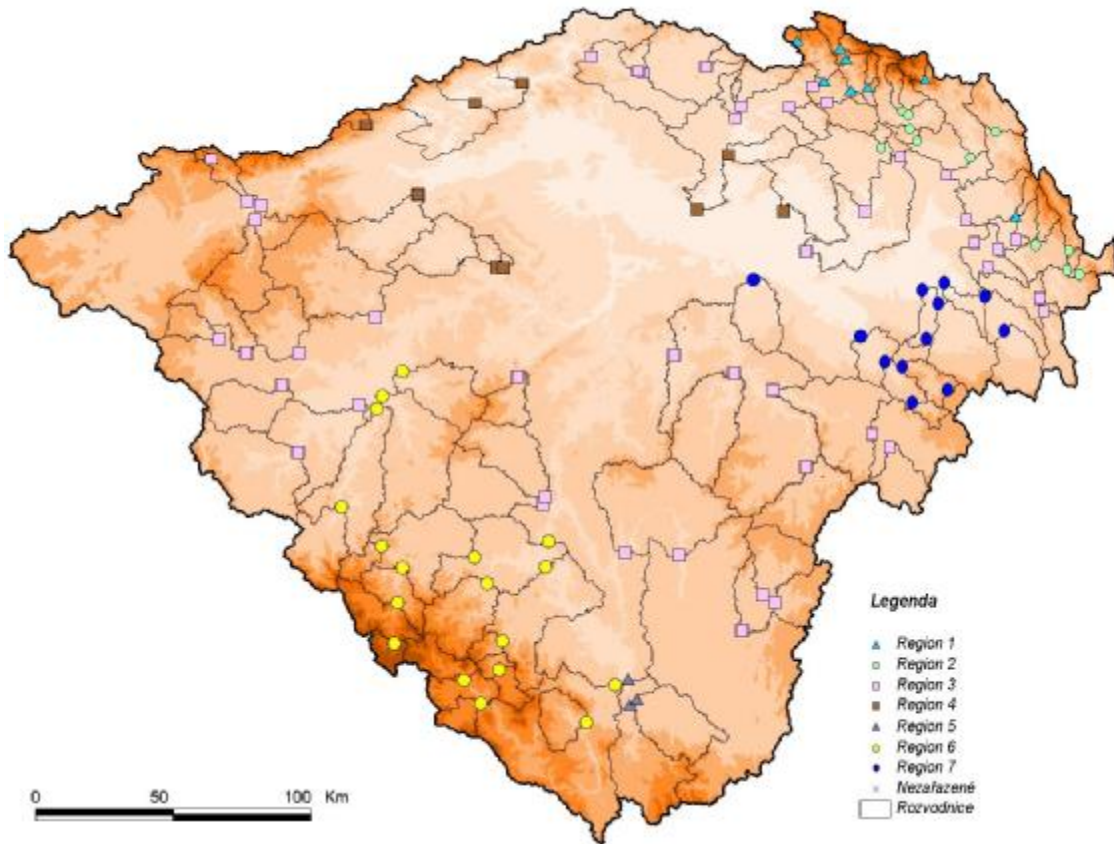 Legenda
Region 1
Region 2
Region 3
Region 4
Region 5
Region 6
Region 7
Nezařazené
Rozvodnice
0 50 100 Km